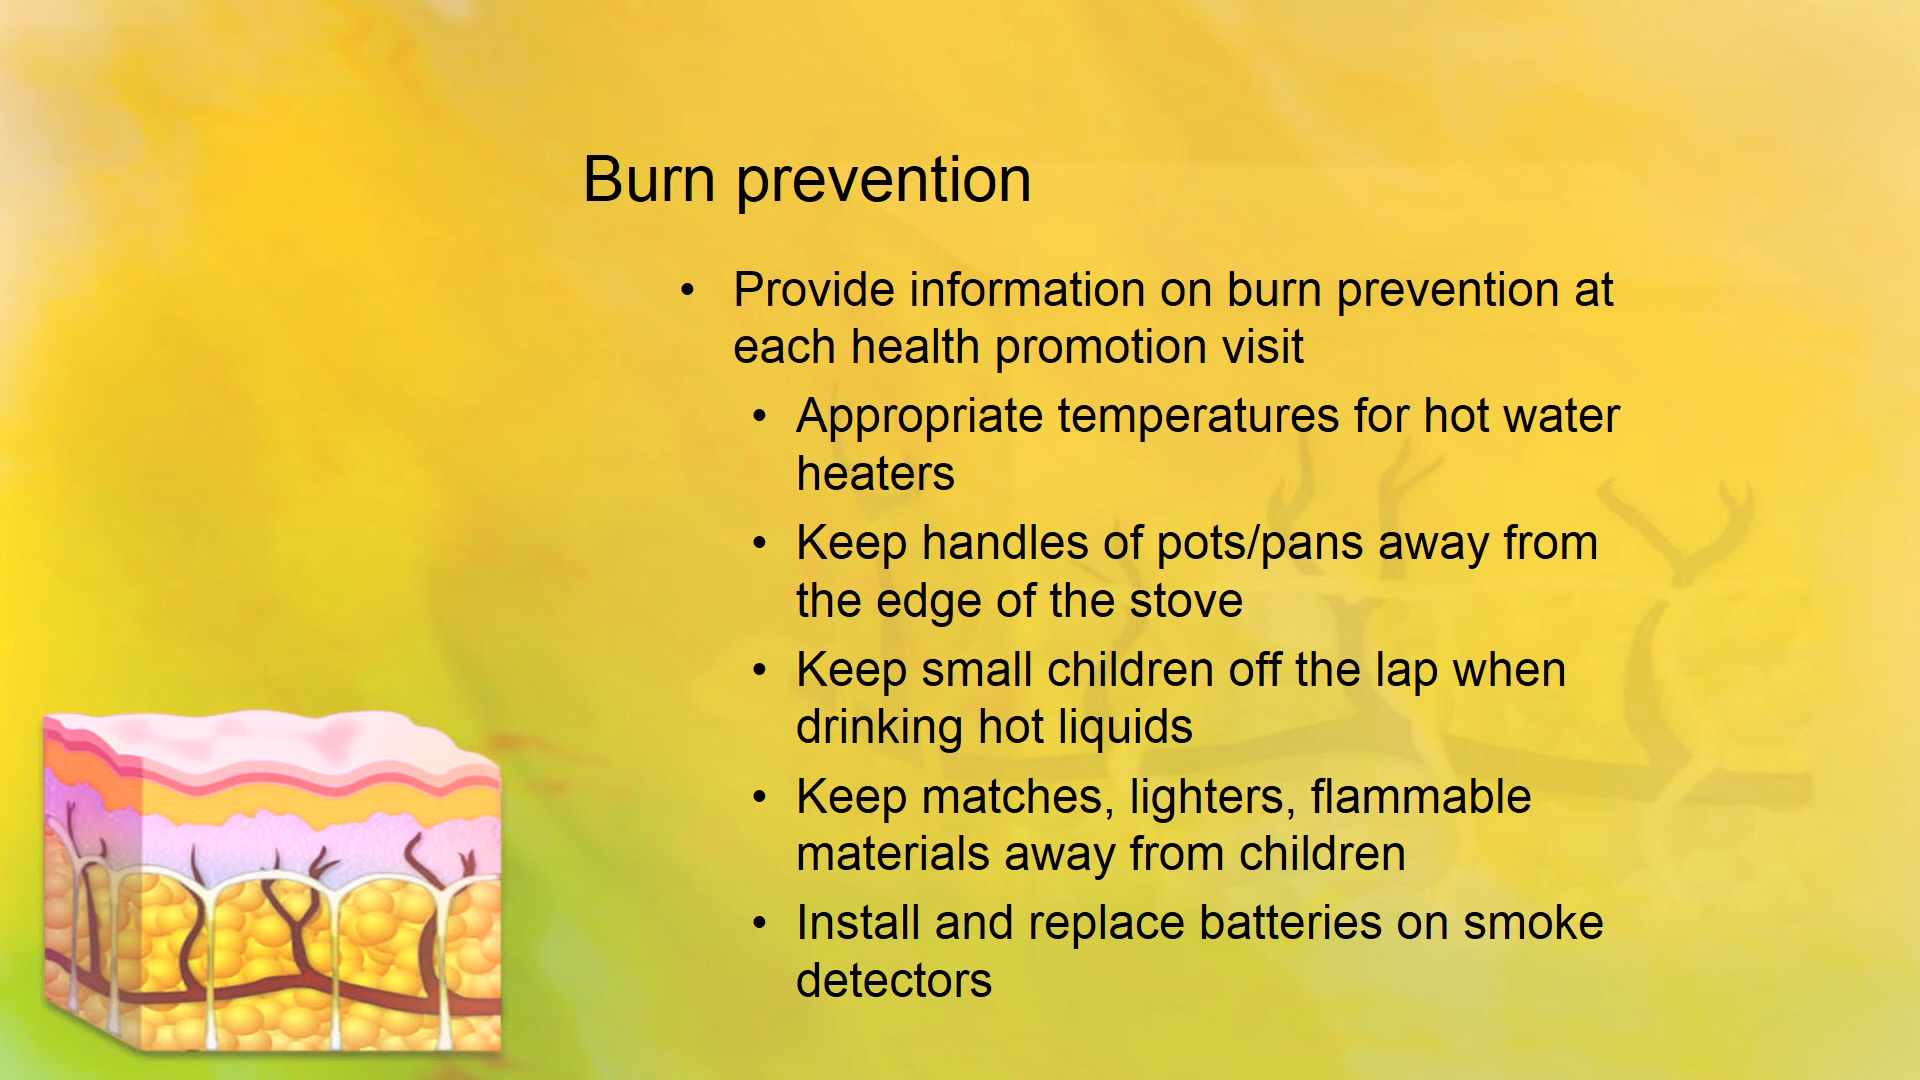 Burn prevention
• Provide information on burn prevention at
each health promotion visit
• Appropriate temperatures for hot water
heaters
• Keep handles of pots/pans away from
the edge of the stove
• Keep small children off the lap when
drinking hot liquids
• Keep matches, lighters, flammable
materials away from children
• Install and replace batteries on smoke
detectors